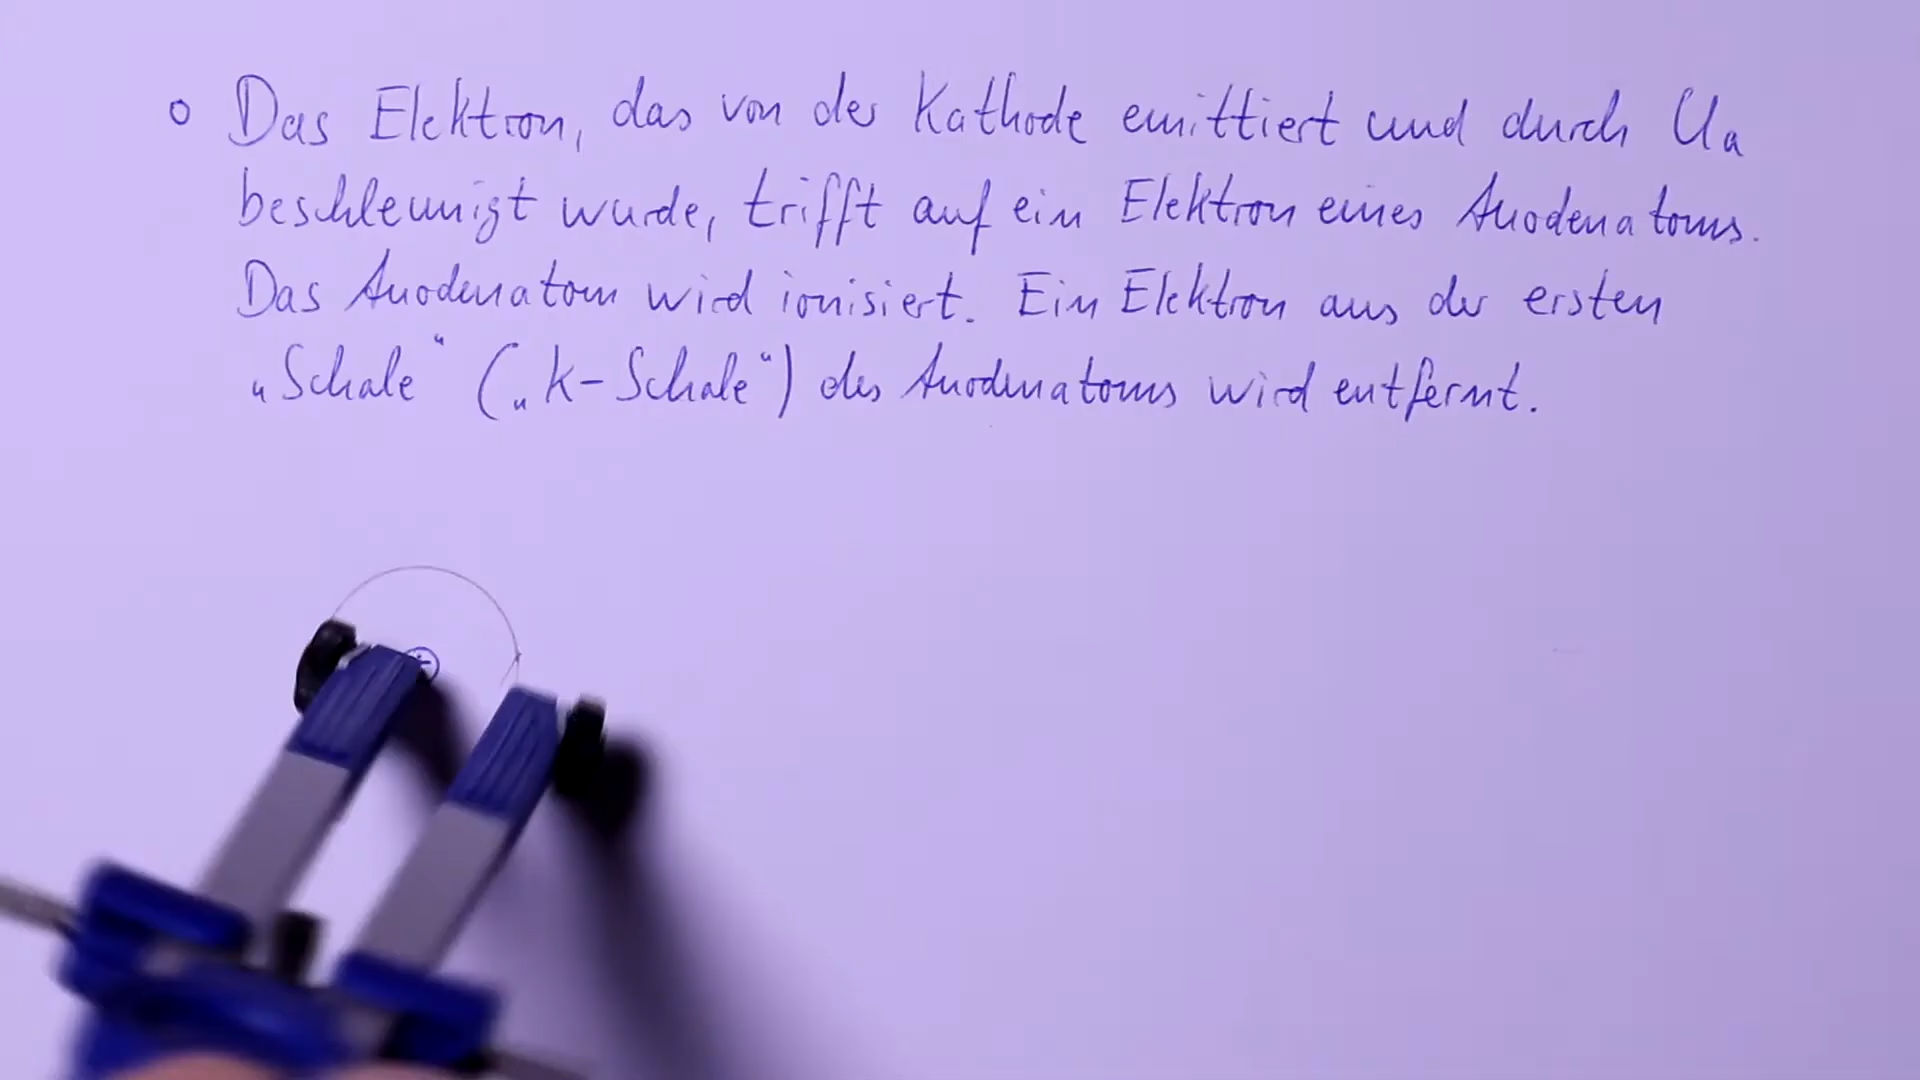 o Das Elektron, das von der Kathode emittiert und durch Ua
beschleunigt wurde, trifft auf ein Elektron eines Anodenatoms.
Das Anodenatom wird ionisiert. Ein Elektron aus der ersten
„Schale“ („K-Schale“) des Anodenatoms wird entfernt.
+